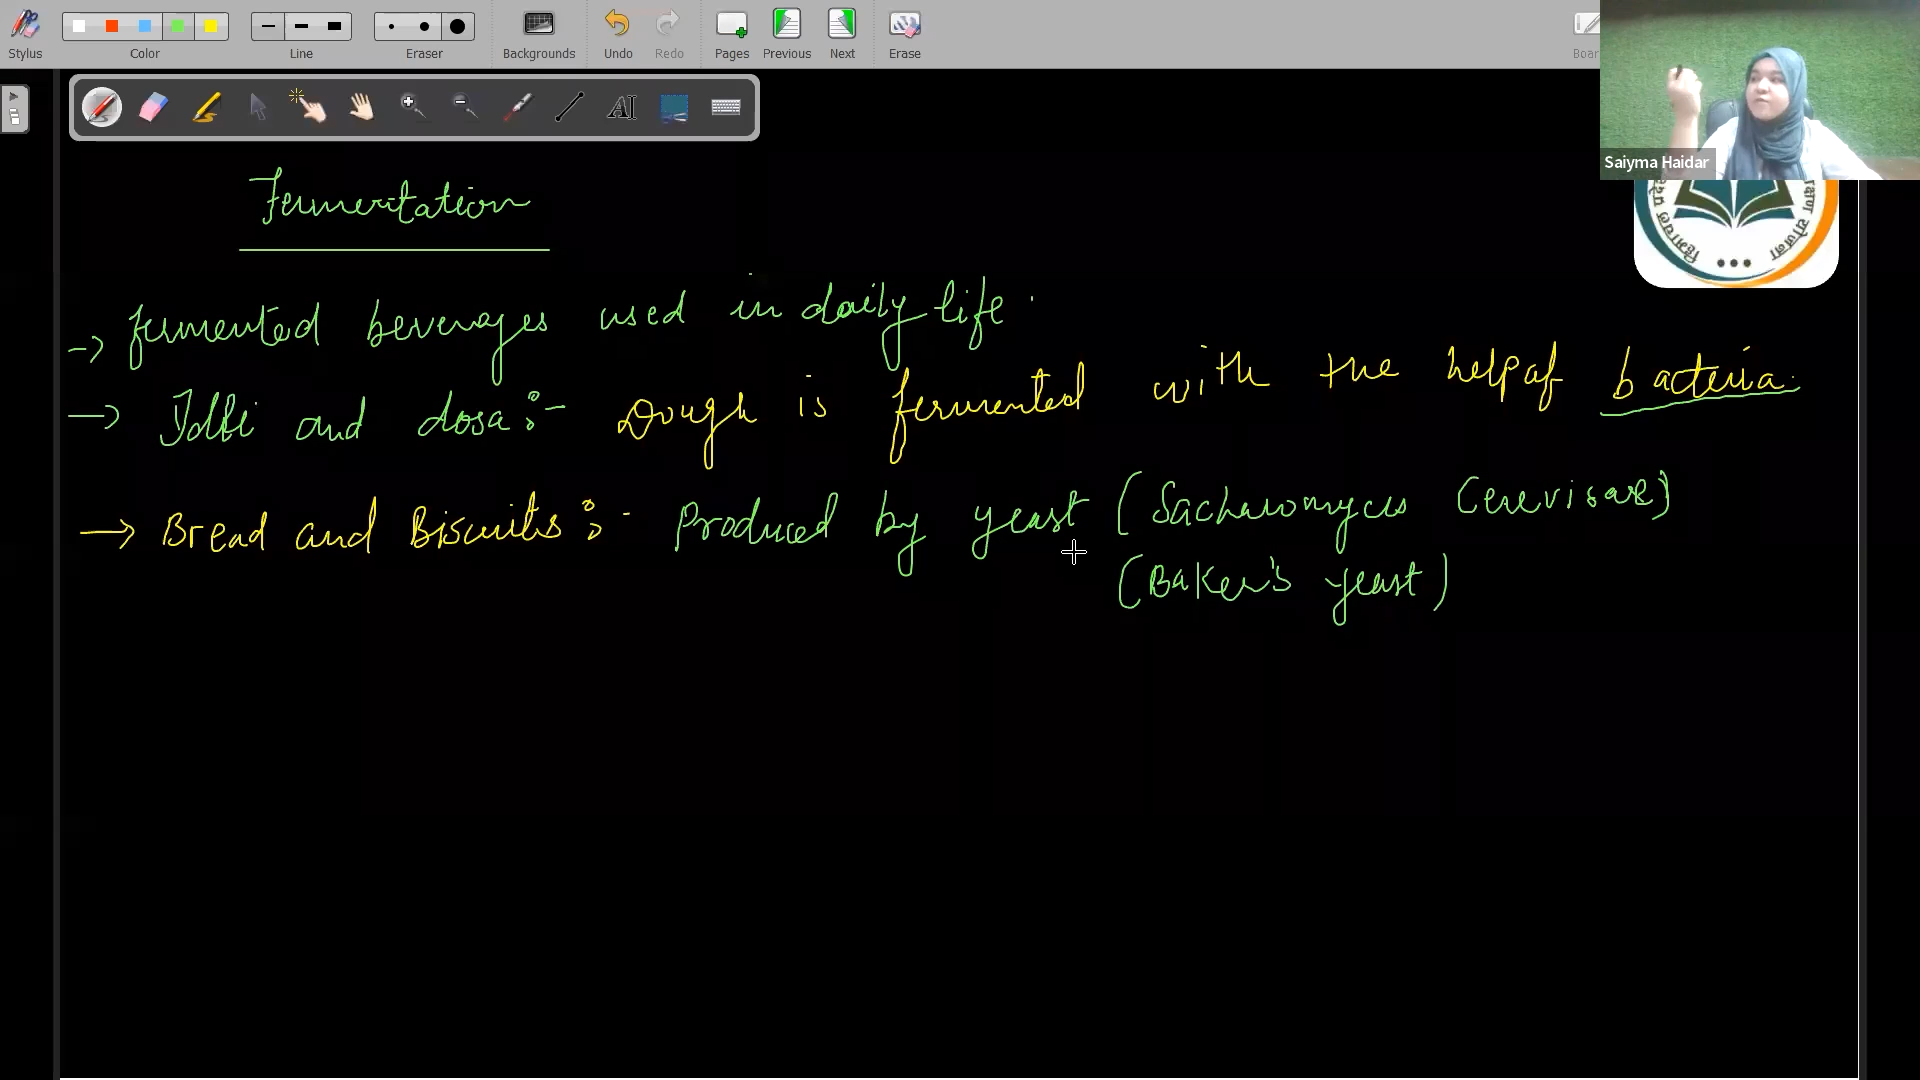 Stylus Color Line Eraser Backgrounds Undo Redo Pages Previous Next Erase
Saiyma Haidar
Fermentation
-> fermented beverages used in daily life.
-> Idli and dosa :- Dough is fermented with the help of bacteria.
-> Bread and Biscuits :- Produced by yeast (Sacharomyces Cerevisae)
(Baker's yeast)